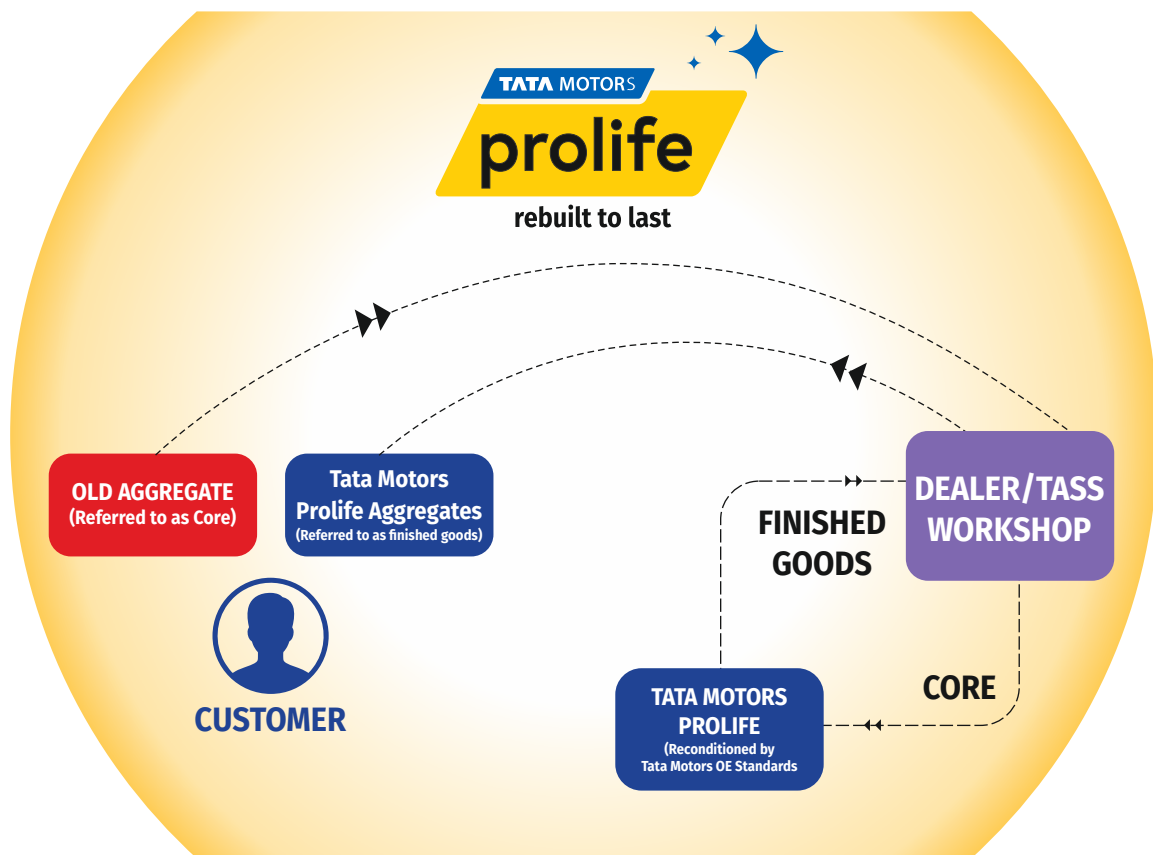 TATA MOTORS
prolife
rebuilt to last
OLD AGGREGATE
(Referred to as Core)
Tata Motors
Prolife Aggregates
(Referred to as finished goods)
CUSTOMER
DEALER/TASS
WORKSHOP
FINISHED
GOODS
CORE
TATA MOTORS
PROLIFE
(Reconditioned by
Tata Motors OE Standards